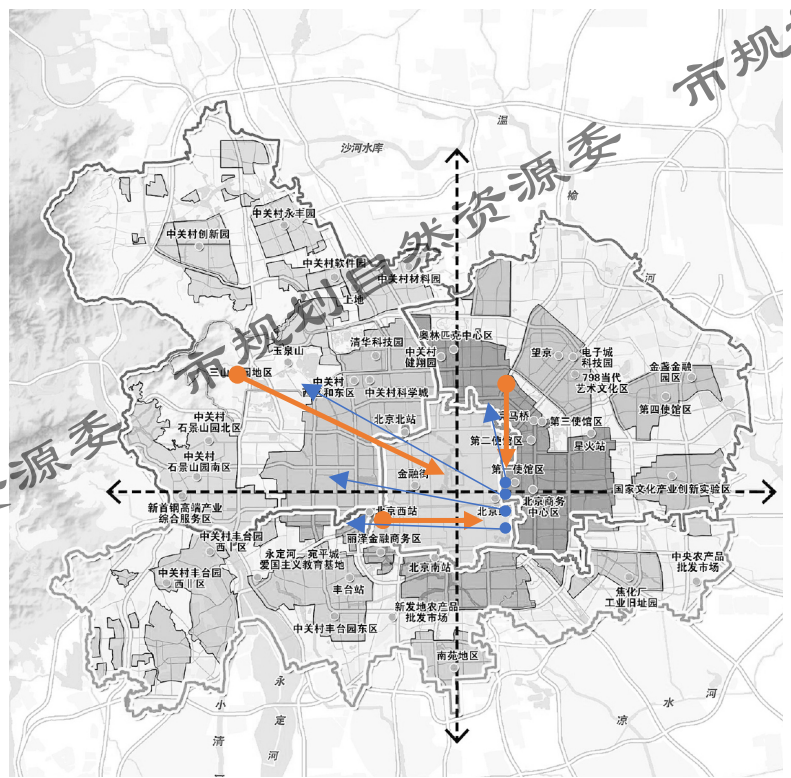 市规划
市规划自然资源委
资源委
沙河水库
温
榆
河
中关村永丰园
中关村创新园
中关村软件园
中关村材料园
上地
玉泉山
清华科技园
奥林匹克中心区
中关村
健翔园
望京
电子城
科技园
798当代
艺术文化区
金盏金融
园区
第四使馆区
园地区
中关村
西区和东区
中关村科学城
北京北站
马桥
第三使馆区
第二使馆区
星火站
中关村
石景山园北区
中关村
石景山园南区
金融街
使馆区
新首钢高端产业
综合服务区
北京西站
北京
北京商务
中心区
国家文化产业创新实验区
中关村丰台园
西Ⅰ区
永定河—宛平城
爱国主义教育基地
丽泽金融商务区
中关村丰台园
西Ⅱ区
北京南站
中央农产品
批发市场
丰台站
焦化厂
工业旧址园
中关村丰台园东区
新发地农产品
批发市场
南苑地区
小
清
永
定
河
凉
水
河